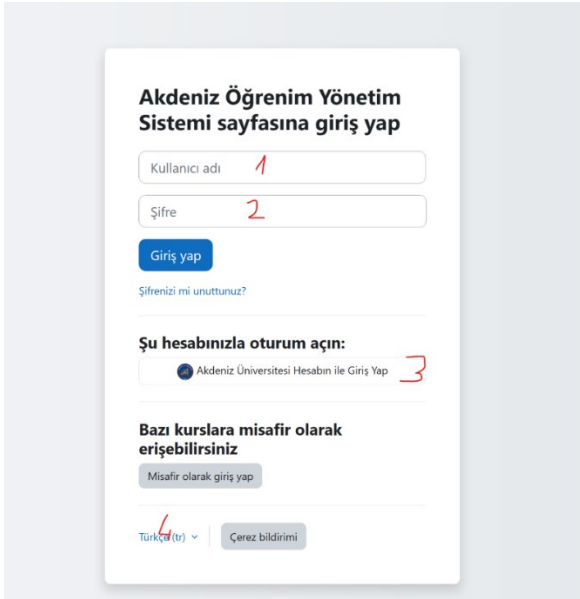 Akdeniz Öğrenim Yönetim
Sistemi sayfasına giriş yap
Kullanıcı adı 1
Şifre 2
Giriş yap
Şifrenizi mi unuttunuz?
Şu hesabınızla oturum açın:
Akdeniz Üniversitesi Hesabın ile Giriş Yap 3
Bazı kurslara misafir olarak
erişebilirsiniz
Misafir olarak giriş yap
4
Türkçe (tr) Çerez bildirimi